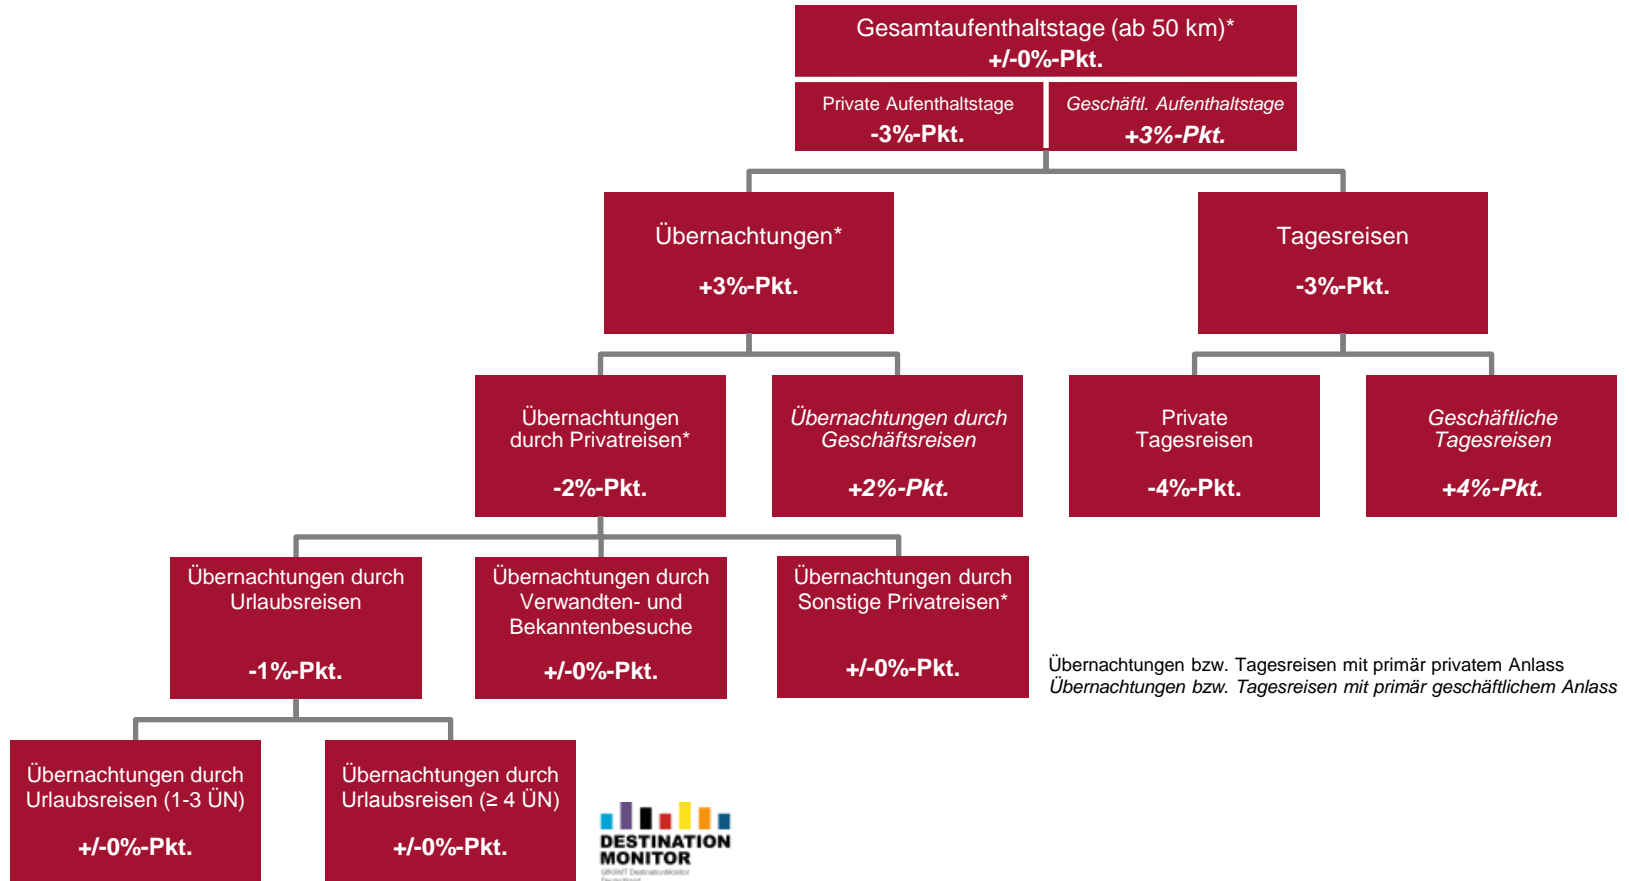 Gesamtaufenthaltstage (ab 50 km)*
+/-0%-Pkt.
Private Aufenthaltstage
-3%-Pkt.
Geschäftl. Aufenthaltstage
+3%-Pkt.
Übernachtungen*
+3%-Pkt.
Tagesreisen
-3%-Pkt.
Übernachtungen
durch Privatreisen*
-2%-Pkt.
Übernachtungen durch
Geschäftsreisen
+2%-Pkt.
Private
Tagesreisen
-4%-Pkt.
Geschäftliche
Tagesreisen
+4%-Pkt.
Übernachtungen durch
Urlaubsreisen
-1%-Pkt.
Übernachtungen durch
Verwandten- und
Bekanntenbesuche
+/-0%-Pkt.
Übernachtungen durch
Sonstige Privatreisen*
+/-0%-Pkt.
Übernachtungen bzw. Tagesreisen mit primär privatem Anlass
Übernachtungen bzw. Tagesreisen mit primär geschäftlichem Anlass
Übernachtungen durch
Urlaubsreisen (1-3 ÜN)
+/-0%-Pkt.
Übernachtungen durch
Urlaubsreisen (≥ 4 ÜN)
+/-0%-Pkt.
DESTINATION
MONITOR
GfK/IMT DestinationMonitor